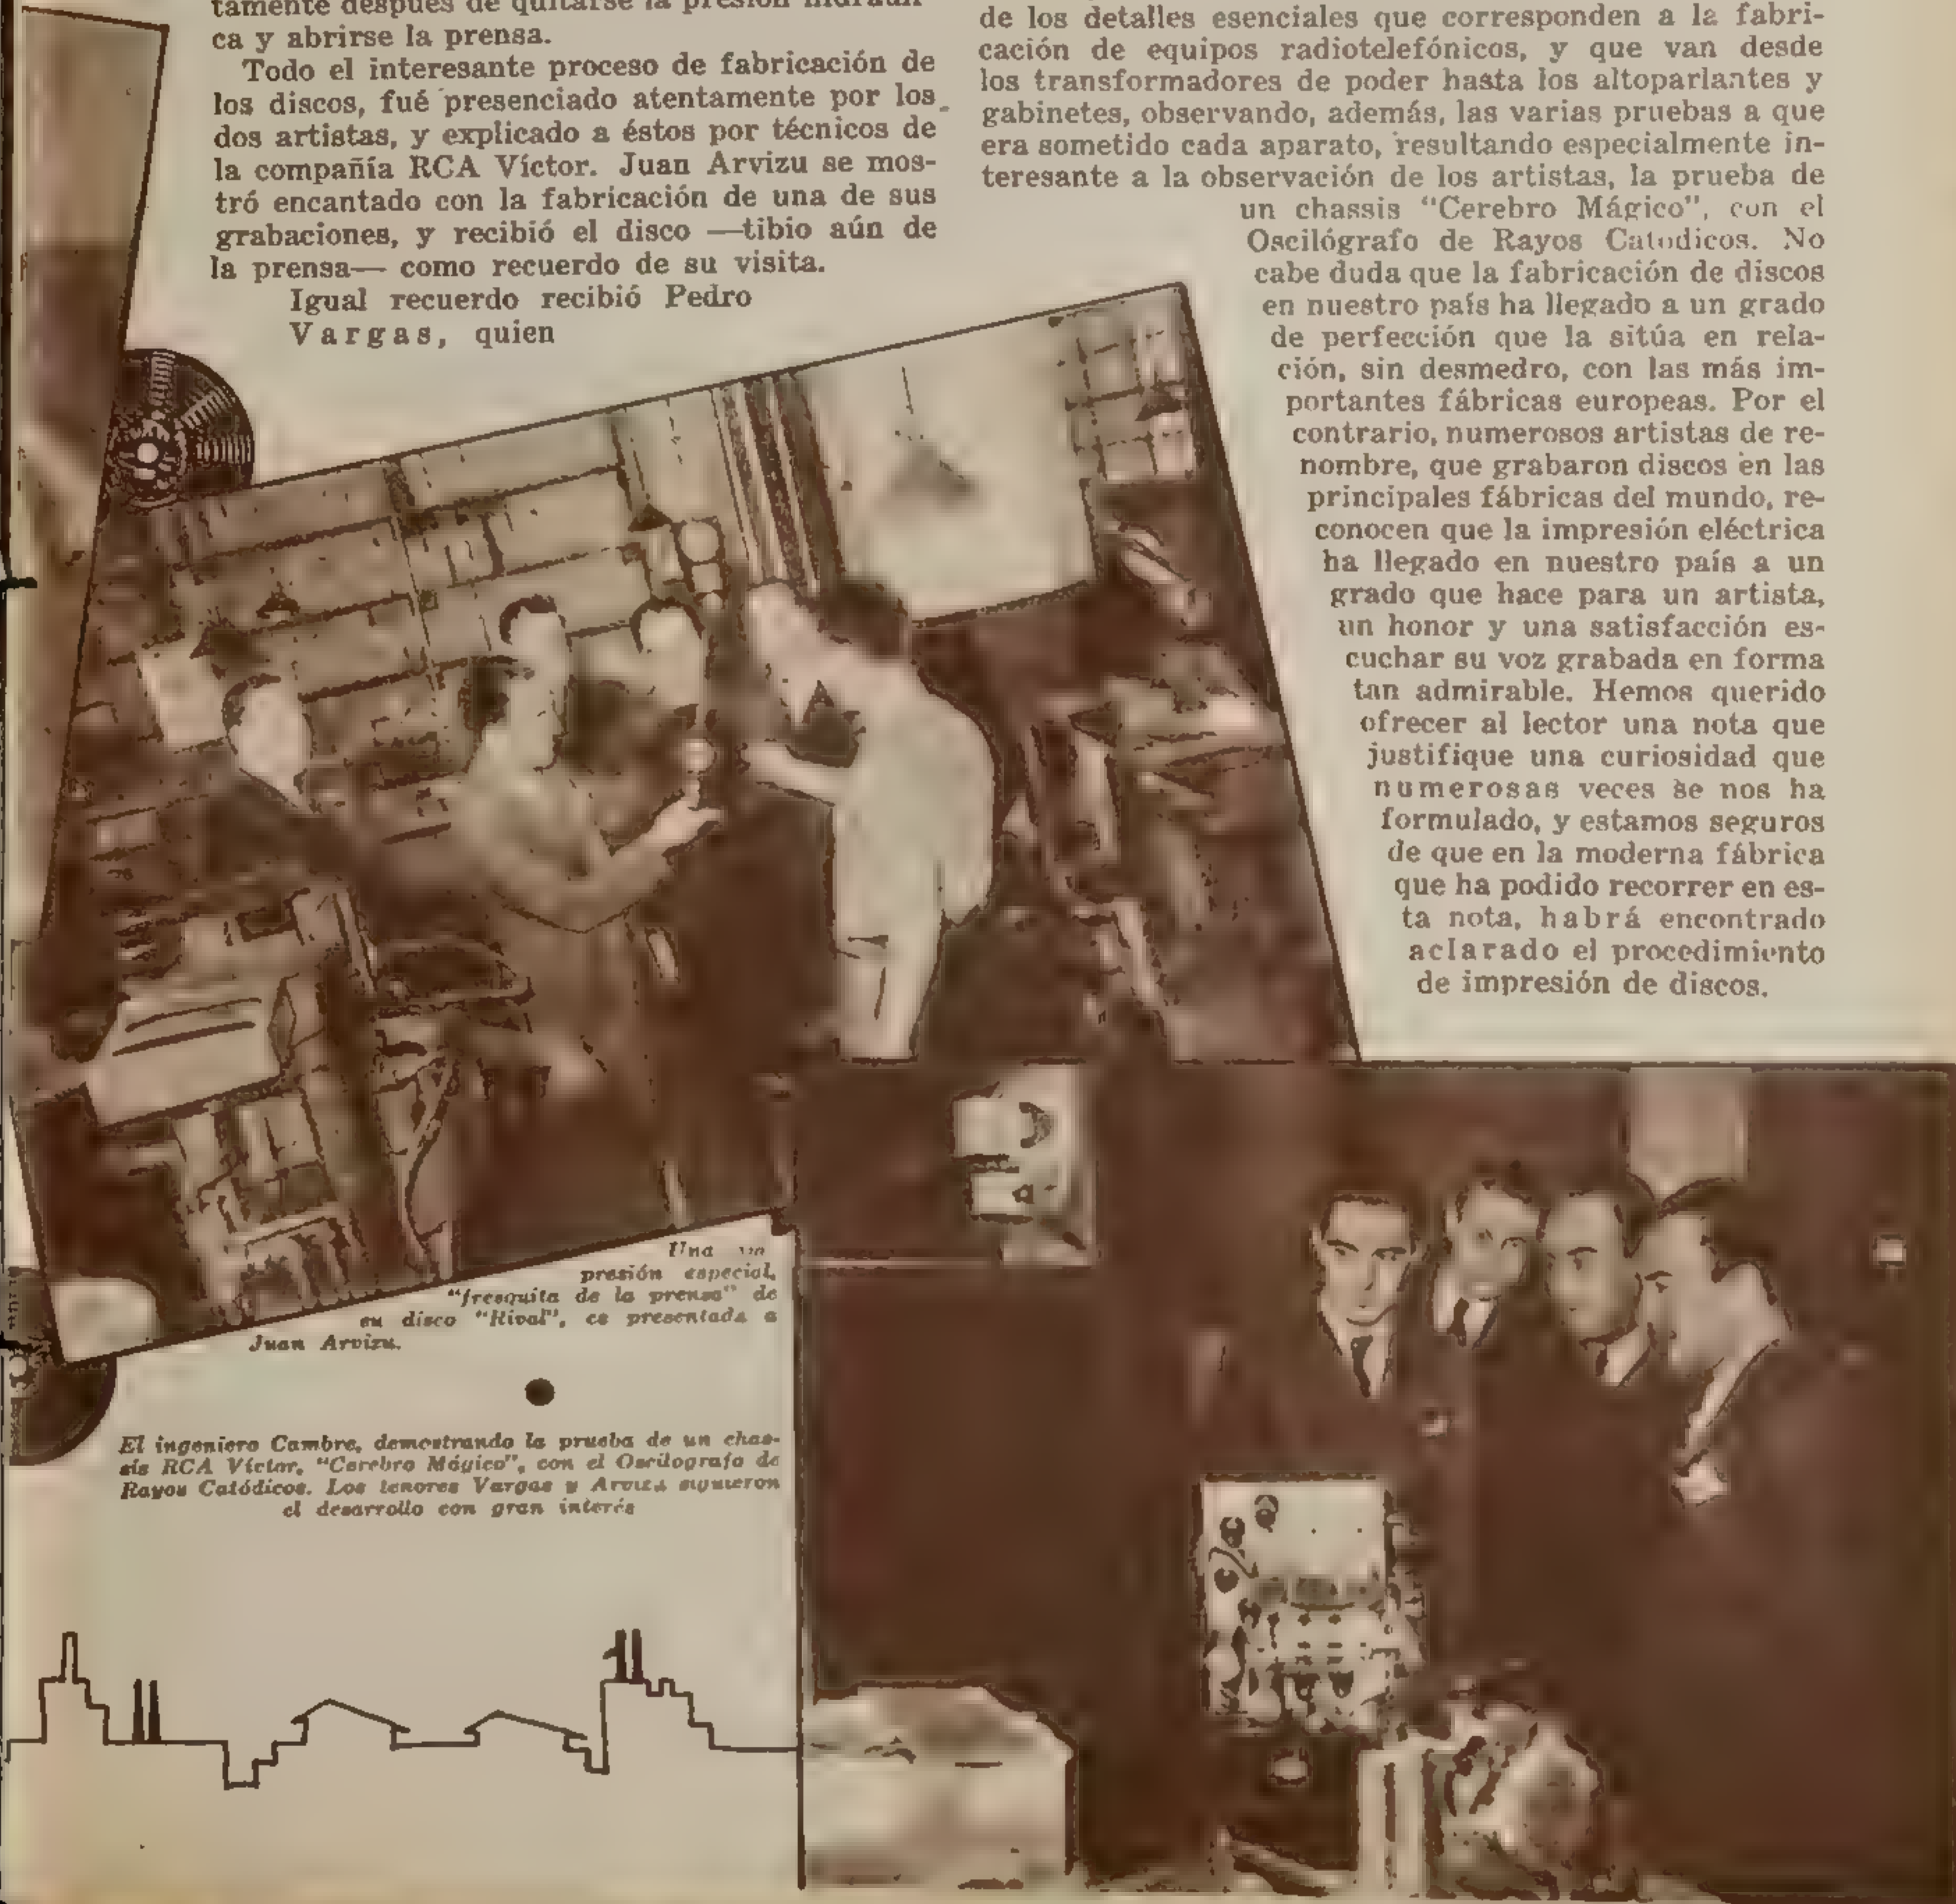 tamente después de quitarse la presión hidráuli-
ca y abrirse la prensa.
Todo el interesante proceso de fabricación de
los discos, fué presenciado atentamente por los
dos artistas, y explicado a éstos por técnicos de
la compañía RCA Víctor. Juan Arvizu se mos-
tró encantado con la fabricación de una de sus
grabaciones, y recibió el disco —tibio aún de
la prensa— como recuerdo de su visita.
Igual recuerdo recibió Pedro
Vargas, quien
de los detalles esenciales que corresponden a la fabri-
cación de equipos radiotelefónicos, y que van desde
los transformadores de poder hasta los altoparlantes y
gabinetes, observando, además, las varias pruebas a que
era sometido cada aparato, resultando especialmente in-
teresante a la observación de los artistas, la prueba de
un chassis "Cerebro Mágico", con el
Oscilógrafo de Rayos Catodicos. No
cabe duda que la fabricación de discos
en nuestro país ha llegado a un grado
de perfección que la sitúa en rela-
ción, sin desmedro, con las más im-
portantes fábricas europeas. Por el
contrario, numerosos artistas de re-
nombre, que grabaron discos en las
principales fábricas del mundo, re-
conocen que la impresión eléctrica
ha llegado en nuestro país a un
grado que hace para un artista,
un honor y una satisfacción es-
cuchar su voz grabada en forma
tan admirable. Hemos querido
ofrecer al lector una nota que
justifique una curiosidad que
numerosas veces se nos ha
formulado, y estamos seguros
de que en la moderna fábrica
que ha podido recorrer en es-
ta nota, habrá encontrado
aclarado el procedimiento
de impresión de discos.
Una
presión especial,
"fresquita de la prensa" de
su disco "Rival", es presentada a
Juan Arvizu.
El ingeniero Cambre, demostrando la prueba de un chas-
sis RCA Víctor, "Cerebro Mágico", con el Oscilografo de
Rayos Catódicos. Los tenores Vargas y Arvizu siguieron
el desarrollo con gran interés